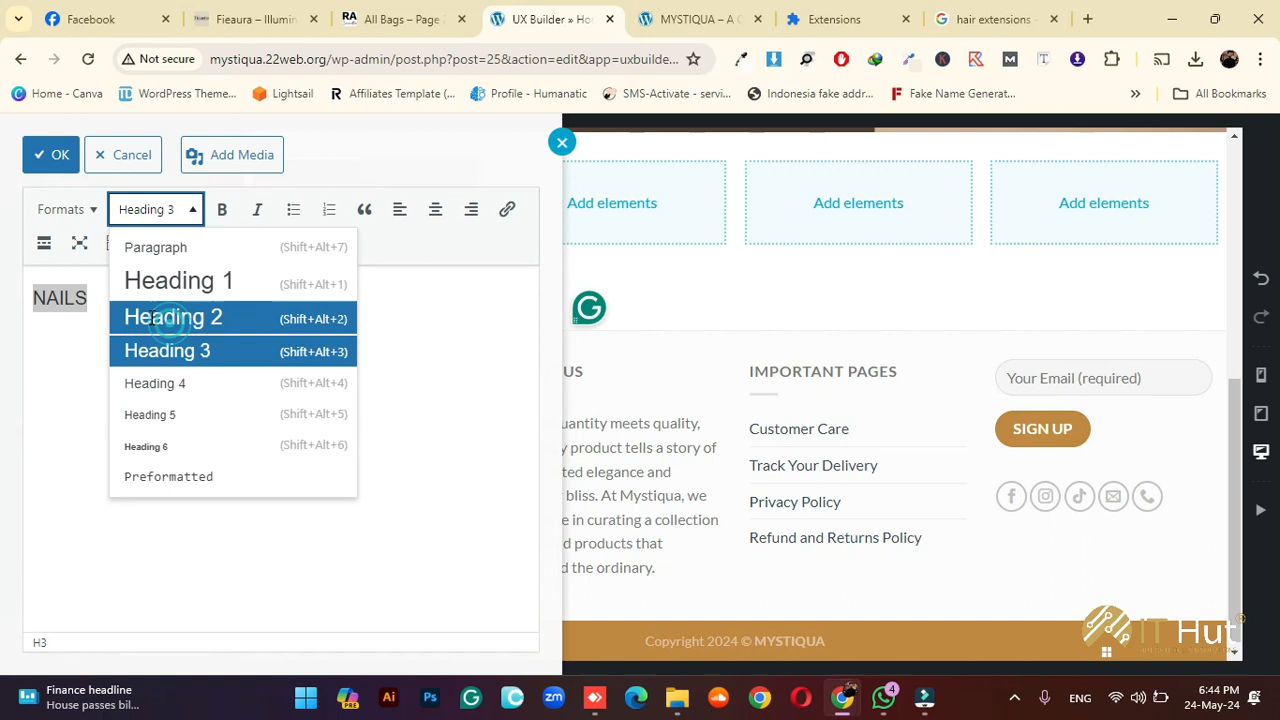 Facebook
Fieaura – Illumin
All Bags – Page
UX Builder » Ho
MYSTIQUA – A C
Extensions
hair extensions -
Not secure
mystiqua.22web.org/wp-admin/post.php?post=25&action=edit&app=uxbuilde...
Home - Canva
WordPress Theme...
Lightsail
Affiliates Template (...
Profile - Humanatic
SMS-Activate - servi...
Indonesia fake addr...
Fake Name Generat...
All Bookmarks
OK
Cancel
Add Media
Formats
Heading 3
Paragraph (Shift+Alt+7)
Heading 1 (Shift+Alt+1)
Heading 2 (Shift+Alt+2)
Heading 3 (Shift+Alt+3)
Heading 4 (Shift+Alt+4)
Heading 5 (Shift+Alt+5)
Heading 6 (Shift+Alt+6)
Preformatted
NAILS
H3
Add elements
Add elements
Add elements
US
uantity meets quality,
y product tells a story of
ted elegance and
bliss. At Mystiqua, we
e in curating a collection
d products that
d the ordinary.
IMPORTANT PAGES
Customer Care
Track Your Delivery
Privacy Policy
Refund and Returns Policy
Your Email (required)
SIGN UP
Copyright 2024 © MYSTIQUA
IT Hut
Finance headline
House passes bil...
PRE
Ai
Ps
zm
4
ENG
6:44 PM
24-May-24